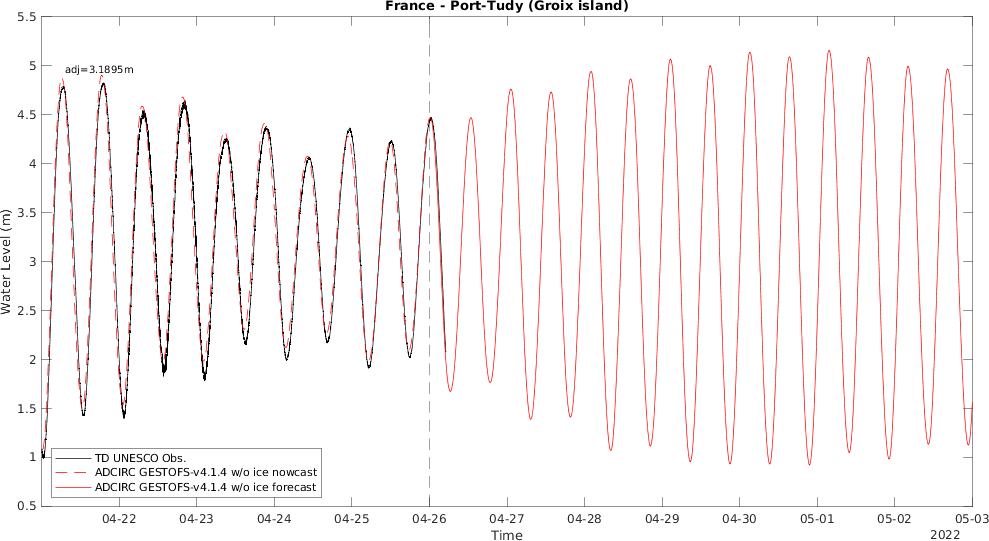 France - Port-Tudy (Groix island)
adj=3.1895m
Water Level (m)
5.5
5
4.5
4
3.5
3
2.5
2
1.5
1
0.5
TD UNESCO Obs.
ADCIRC GESTOFS-v4.1.4 w/o ice nowcast
ADCIRC GESTOFS-v4.1.4 w/o ice forecast
04-22 04-23 04-24 04-25 04-26 04-27 04-28 04-29 04-30 05-01 05-02 05-03
Time
2022